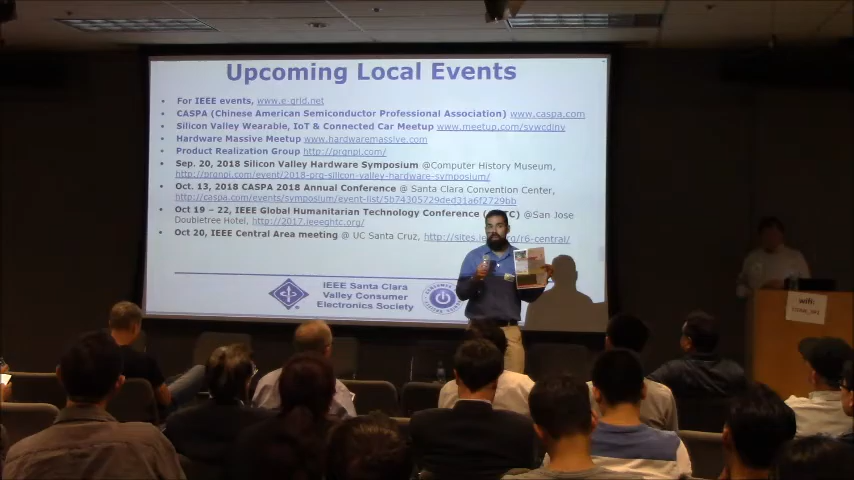 Upcoming Local Events
• For IEEE events, www.e-grid.net
• CASPA (Chinese American Semiconductor Professional Association) www.caspa.com
• Silicon Valley Wearable, IoT & Connected Car Meetup www.meetup.com/svwcdiny
• Hardware Massive Meetup www.hardwaremassive.com
• Product Realization Group http://prgnpi.com/
• Sep. 20, 2018 Silicon Valley Hardware Symposium @Computer History Museum,
http://prgnpi.com/event/2018-prg-silicon-valley-hardware-symposium/
• Oct. 13, 2018 CASPA 2018 Annual Conference @ Santa Clara Convention Center,
http://caspa.com/events/symposium/event-list/5b74305729ded31a6f2729bb
• Oct 19 – 22, IEEE Global Humanitarian Technology Conference @San Jose
Doubletree Hotel, http://2017.ieeeghtc.org/
• Oct 20, IEEE Central Area meeting @ UC Santa Cruz,
IEEE Santa Clara
Valley Consumer
Electronics Society
wifi: